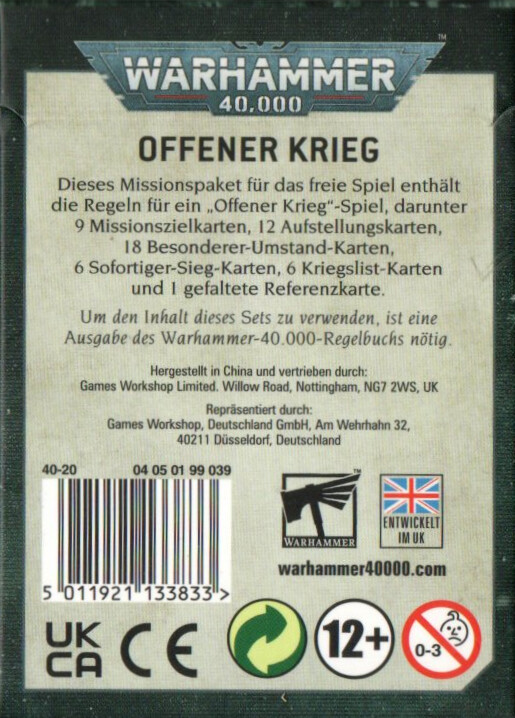 WARHAMMER
™
40,000
OFFENER KRIEG
Dieses Missionspaket für das freie Spiel enthält
die Regeln für ein „Offener Krieg“-Spiel, darunter
9 Missionszielkarten, 12 Aufstellungskarten,
18 Besonderer-Umstand-Karten,
6 Sofortiger-Sieg-Karten, 6 Kriegslist-Karten
und 1 gefaltete Referenzkarte.
Um den Inhalt dieses Sets zu verwenden, ist eine
Ausgabe des Warhammer-40.000-Regelbuchs nötig.
Hergestellt in China und vertrieben durch:
Games Workshop Limited. Willow Road, Nottingham, NG7 2WS, UK
Repräsentiert durch:
Games Workshop, Deutschland GmbH, Am Wehrhahn 32,
40211 Düsseldorf, Deutschland
40-20 04 05 01 99 039
5 011921 133833 >
™
WARHAMMER
ENTWICKELT
IM UK
warhammer40000.com
UK
CA
CE
12+
0-3